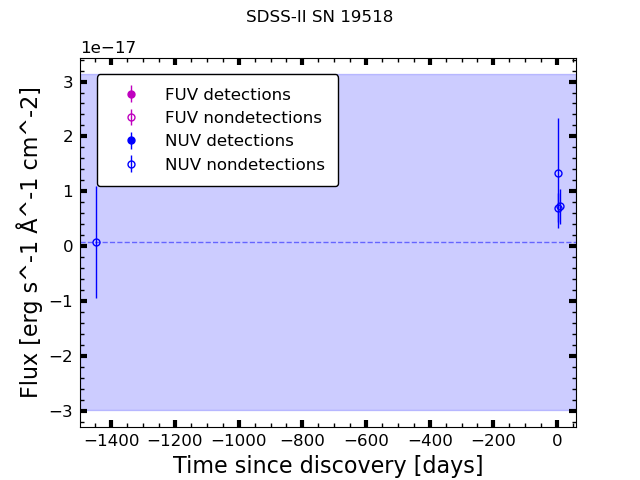 SDSS-II SN 19518
1e−17
FUV detections
FUV nondetections
NUV detections
NUV nondetections
3
2
1
0
−1
−2
−3
Flux [erg s^-1 Å^-1 cm^-2]
−1400 −1200 −1000 −800 −600 −400 −200 0
Time since discovery [days]